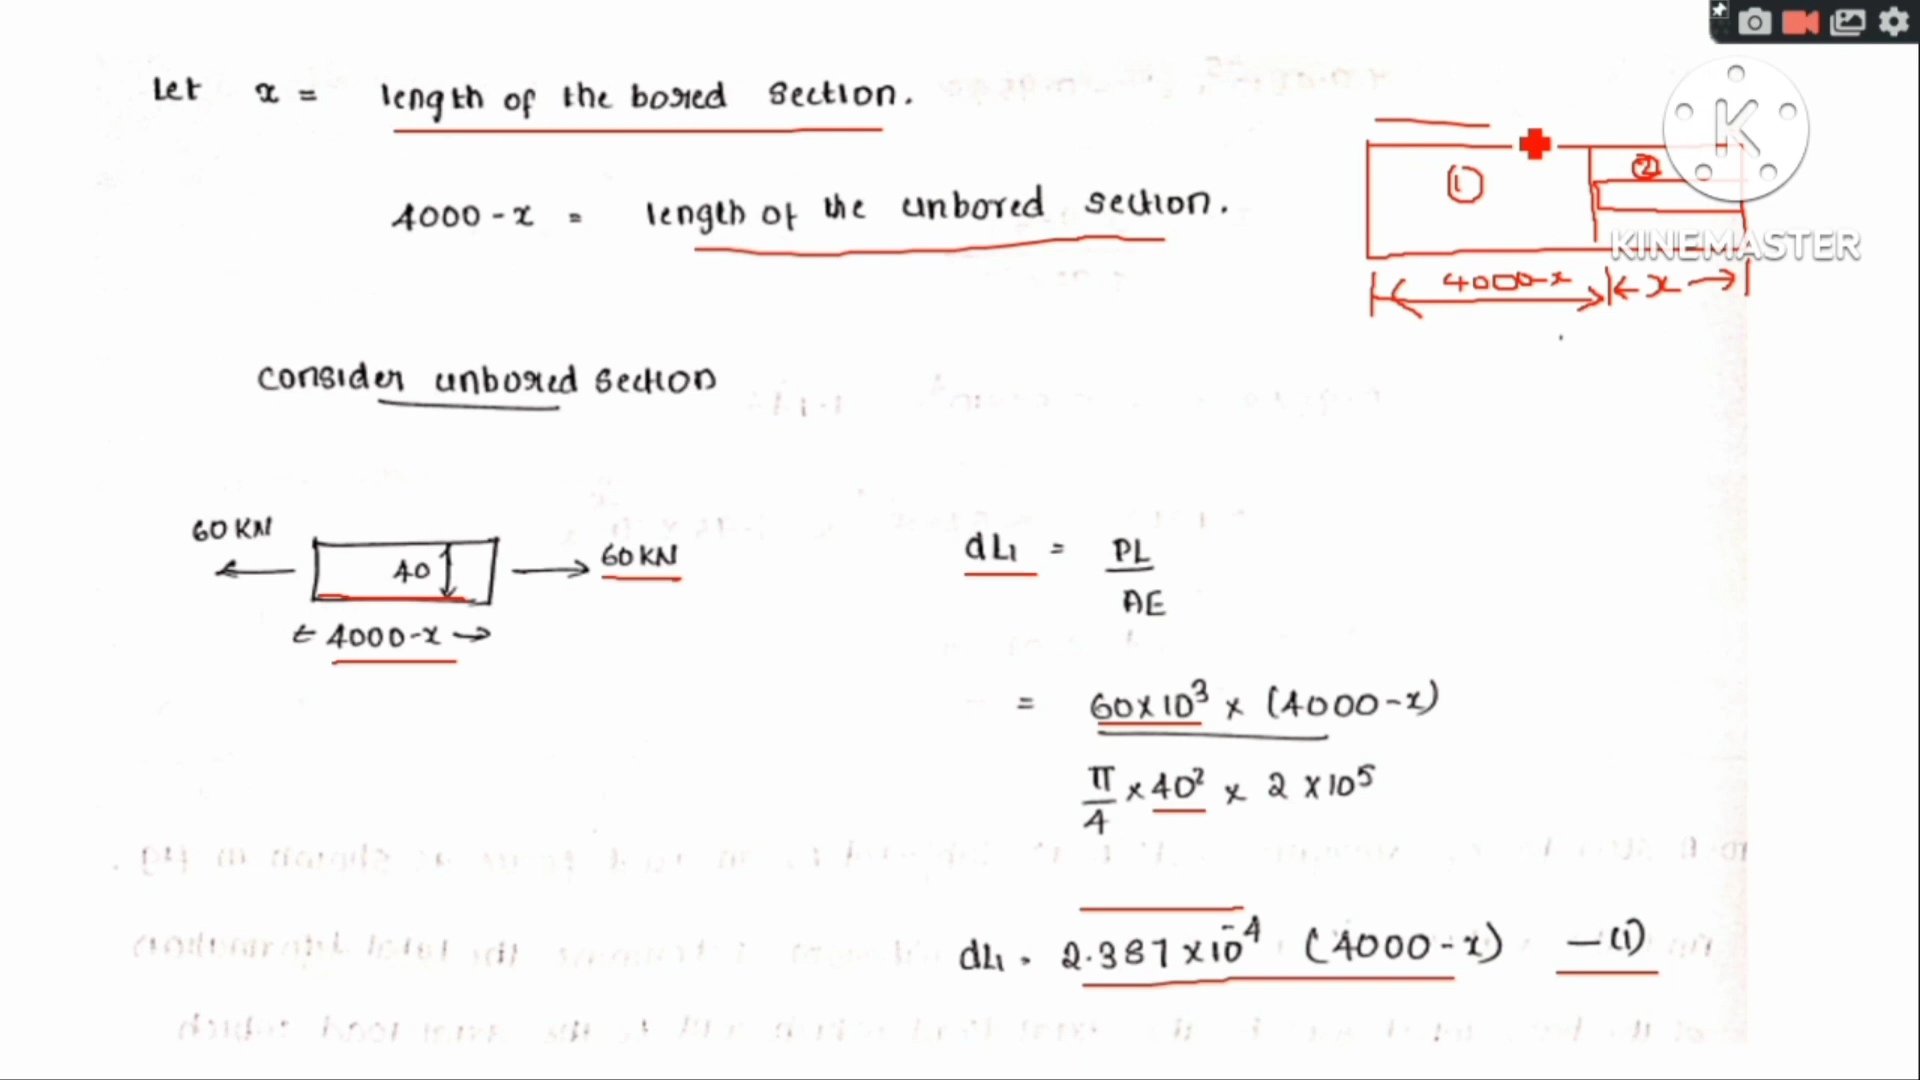 Let x = length of the bored section.
4000-x = length of the unbored section.
① ②
K
KINEMASTER
4000-x x
consider unbored section
60 KN 40 60 KN
4000-x
dL1 = PL
AE
= 60×10³ × (4000-x)
π/4 × 40² × 2 × 10⁵
dL1 = 2.387 × 10⁻⁴ (4000-x) —(1)